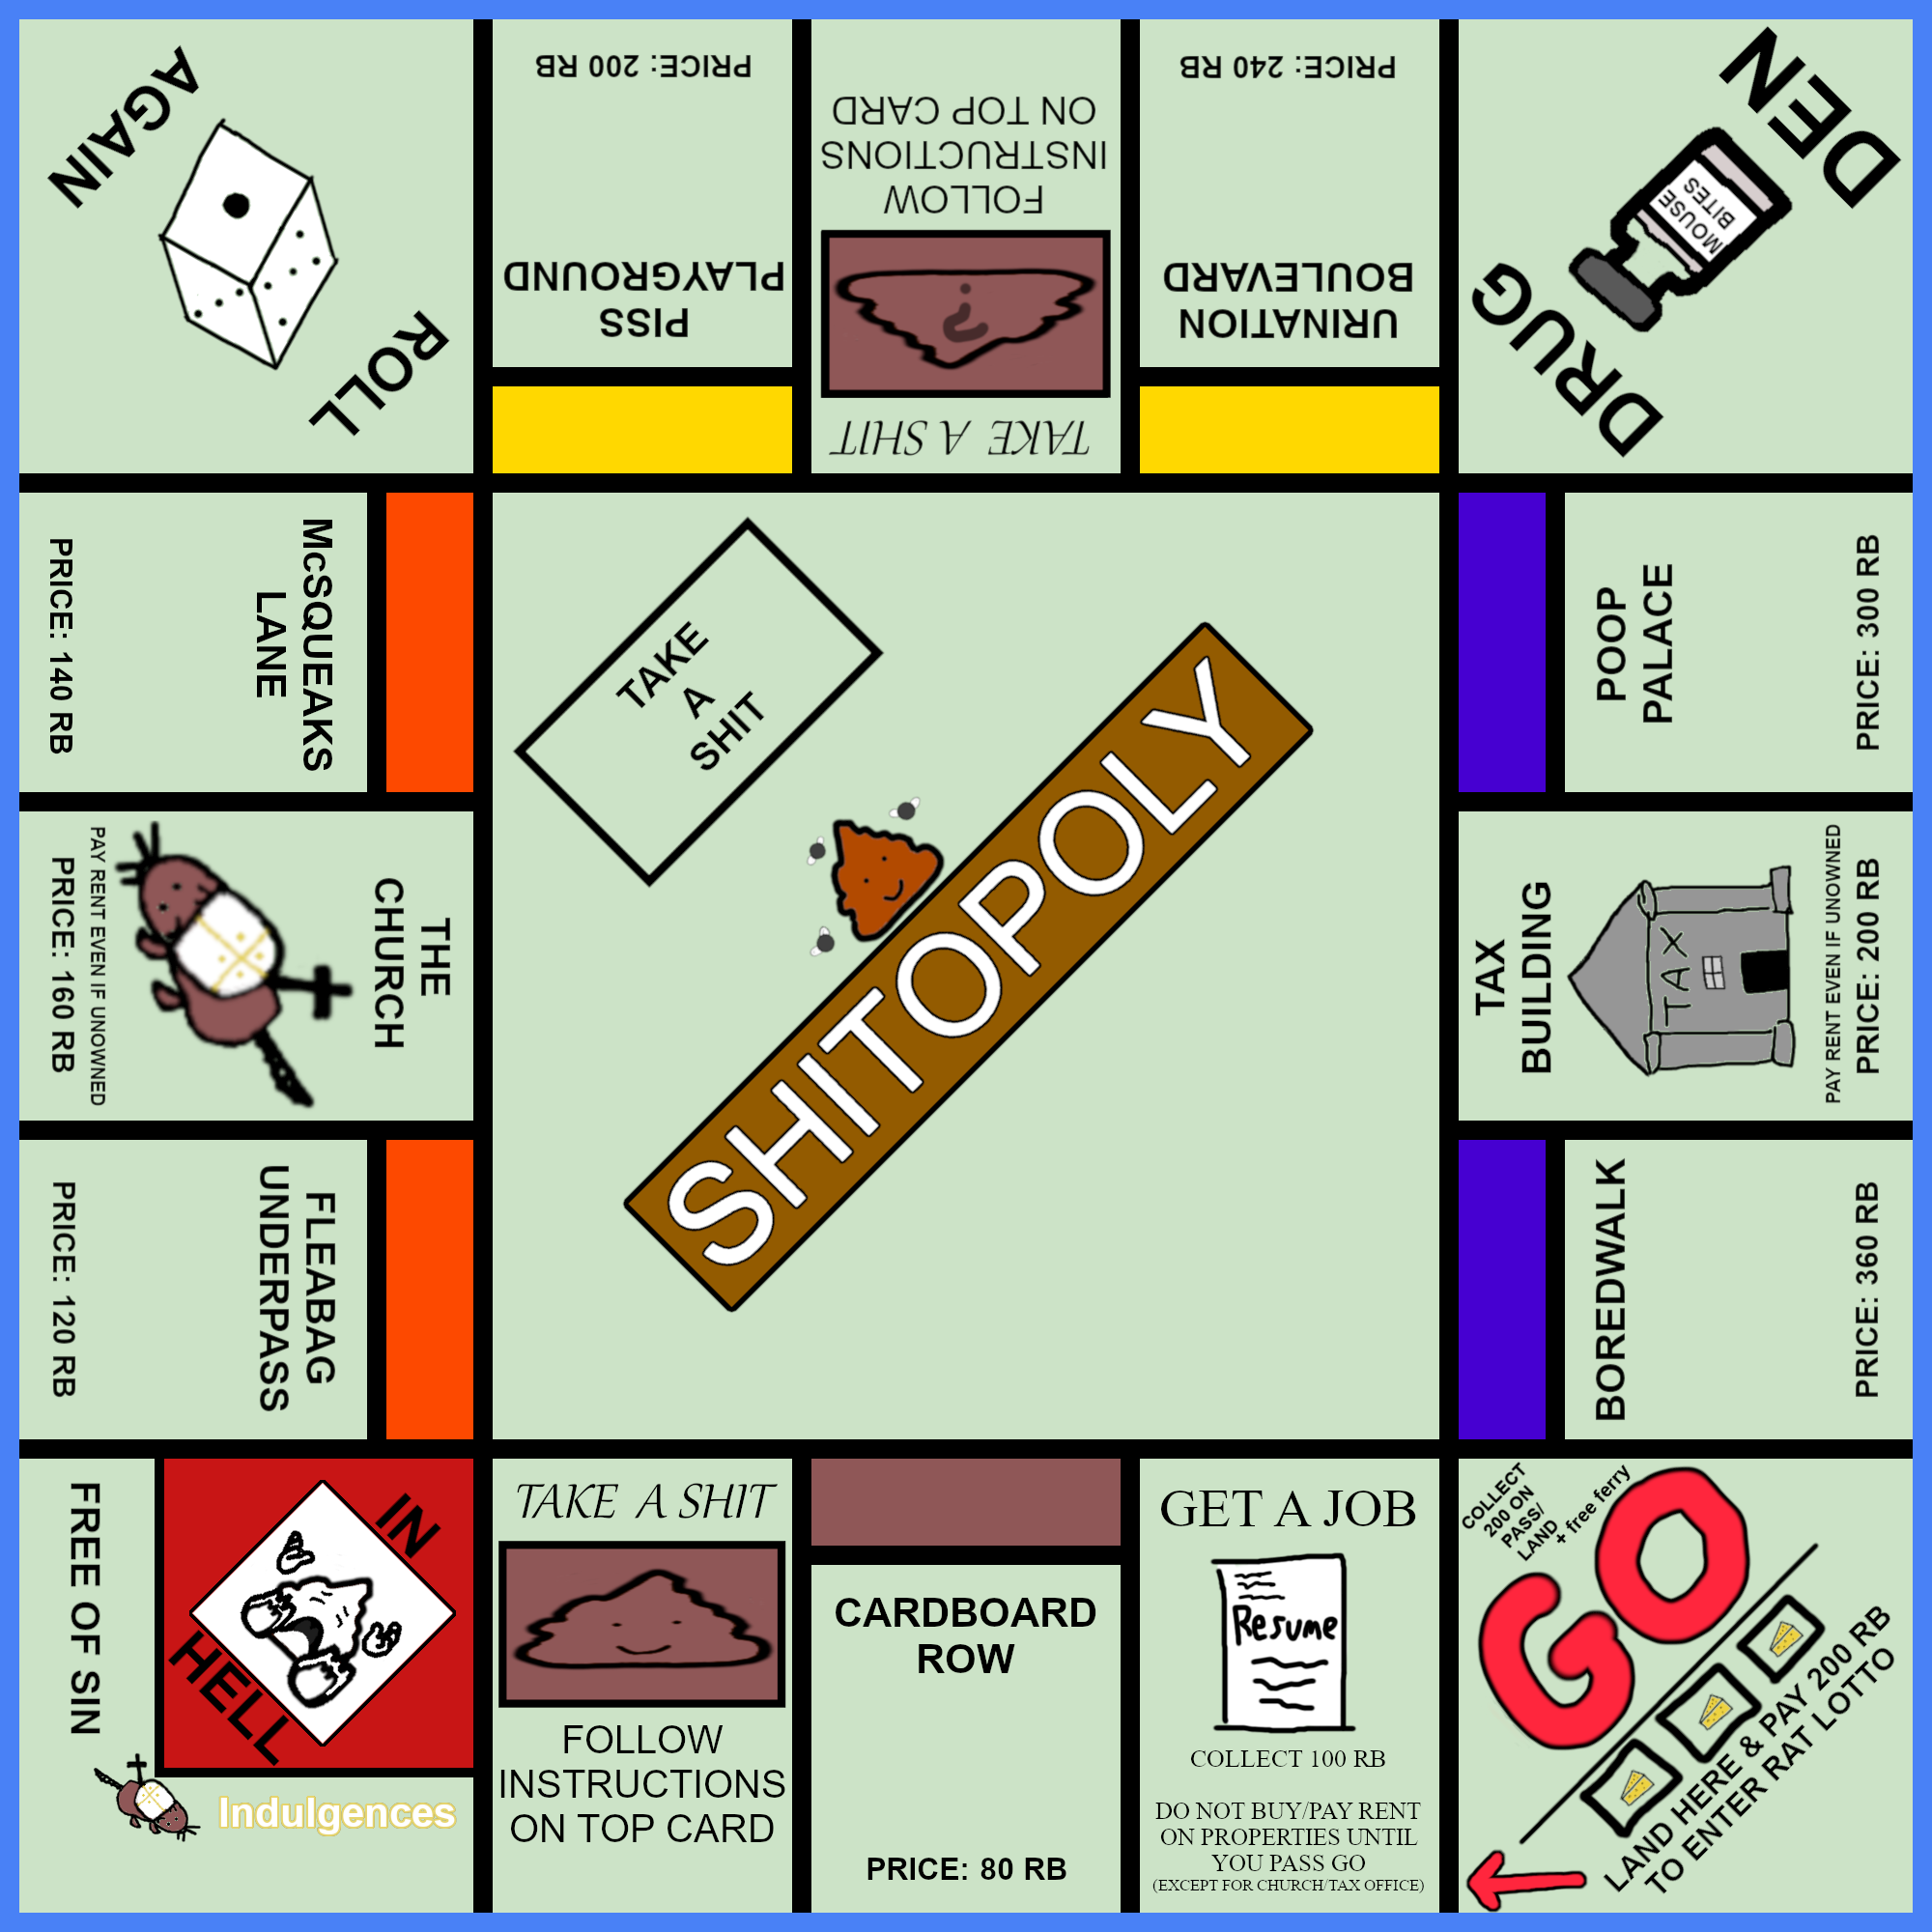 AGAIN
ROLL
PRICE: 200 RB
PISS
PLAYGROUND
TAKE A SHIT
FOLLOW
INSTRUCTIONS
ON TOP CARD
URINATION
BOULEVARD
PRICE: 240 RB
DRUG
DEN
MOUSE
BITES
McSQUEAKS
LANE
PRICE: 140 RB
THE
CHURCH
PAY RENT EVEN IF UNOWNED
PRICE: 160 RB
FLEABAG
UNDERPASS
PRICE: 120 RB
TAKE
A
SHIT
SHITOPOLY
POOP
PALACE
PRICE: 300 RB
TAX
BUILDING
TAX
PAY RENT EVEN IF UNOWNED
PRICE: 200 RB
BOREDWALK
PRICE: 360 RB
FREE OF SIN
IN
HELL
Indulgences
TAKE A SHIT
FOLLOW
INSTRUCTIONS
ON TOP CARD
CARDBOARD
ROW
PRICE: 80 RB
GET A JOB
Resume
COLLECT 100 RB
DO NOT BUY/PAY RENT
ON PROPERTIES UNTIL
YOU PASS GO
(EXCEPT FOR CHURCH/TAX OFFICE)
COLLECT
200 ON
PASS/
LAND
+ free ferry
GO
LAND HERE & PAY 200 RB
TO ENTER RAT LOTTO